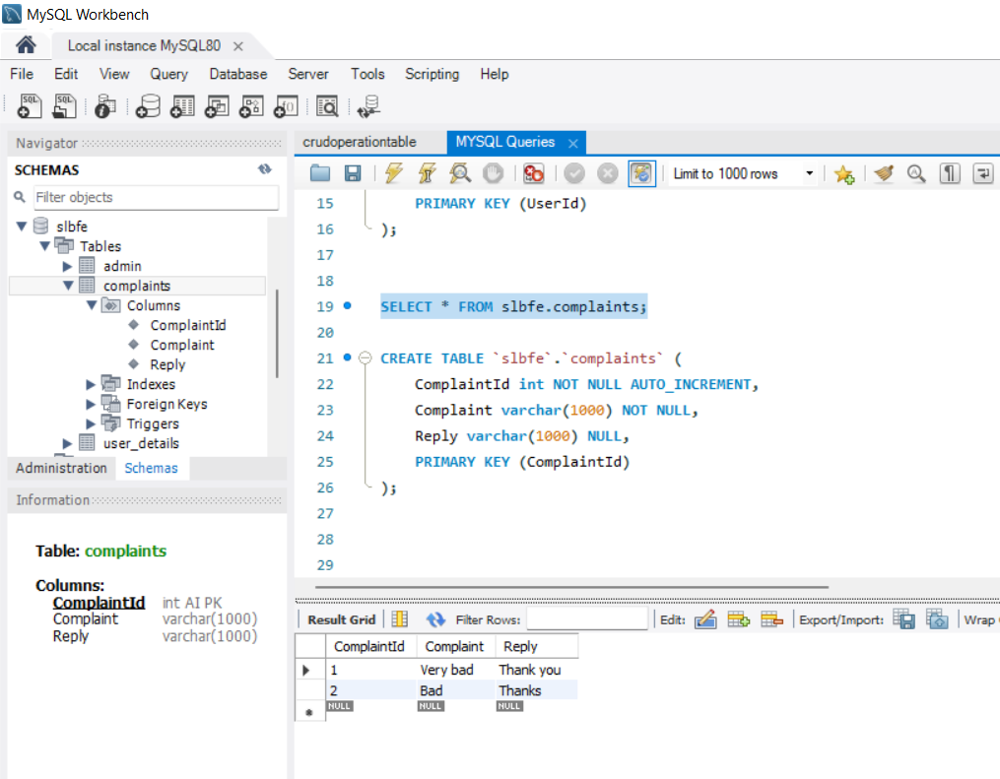 MySQL Workbench
Local instance MySQL80
File Edit View Query Database Server Tools Scripting Help
Navigator
SCHEMAS
Filter objects
slbfe
Tables
admin
complaints
Columns
ComplaintId
Complaint
Reply
Indexes
Foreign Keys
Triggers
user_details
Administration Schemas
Information
Table: complaints
Columns:
ComplaintId int AI PK
Complaint varchar(1000)
Reply varchar(1000)
crudoperationtable MYSQL Queries
Limit to 1000 rows
15 PRIMARY KEY (UserId)
16 );
17
18
19 SELECT * FROM slbfe.complaints;
20
21 CREATE TABLE `slbfe`.`complaints` (
22 ComplaintId int NOT NULL AUTO_INCREMENT,
23 Complaint varchar(1000) NOT NULL,
24 Reply varchar(1000) NULL,
25 PRIMARY KEY (ComplaintId)
26 );
27
28
29
Result Grid Filter Rows: Edit: Export/Import: Wrap
ComplaintId Complaint Reply
1 Very bad Thank you
2 Bad Thanks
NULL NULL NULL